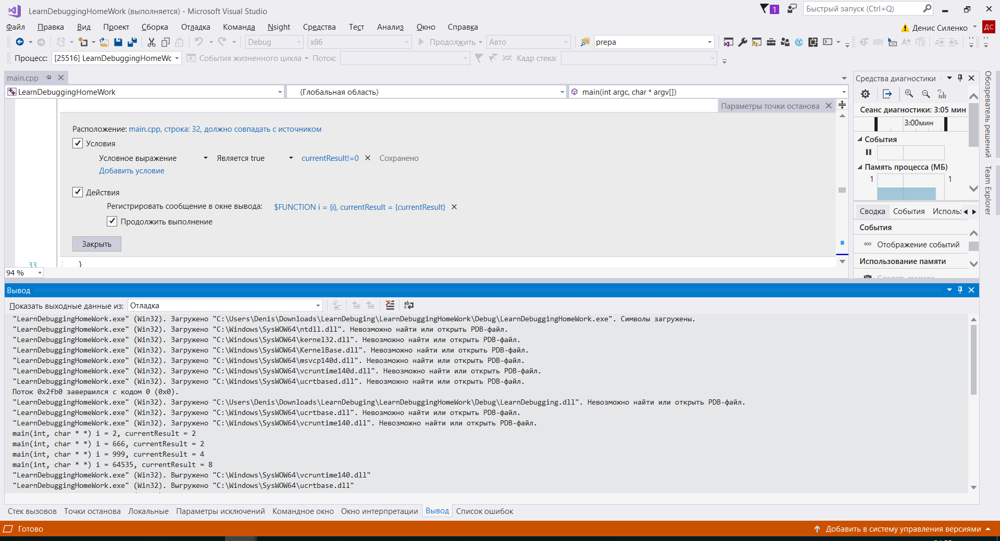 LearnDebuggingHomeWork (выполняется) - Microsoft Visual Studio
1
Быстрый запуск (Ctrl+Q)
Файл Правка Вид Проект Сборка Отладка Команда Nsight Средства Тест Анализ Окно Справка
Денис Силенко ДС
Debug x86 Продолжить Авто prepa
Процесс: [25516] LearnDebuggingHomeWc События жизненного цикла Поток: Кадр стека:
main.cpp
LearnDebuggingHomeWork (Глобальная область) main(int argc, char * argv[])
Параметры точки останова
Расположение: main.cpp, строка: 32, должно совпадать с источником
Условия
Условное выражение Является true currentResult!=0 Сохранено
Добавить условие
Действия
Регистрировать сообщение в окне вывода: $FUNCTION i = {i}, currentResult = {currentResult}
Продолжить выполнение
Закрыть
33 }
94 %
Средства диагностики
Сеанс диагностики: 3:05 мин
3:00мин
События
Память процесса (МБ)
1 1
Сводка События Использ
События
Отображение событий
Использование памяти
Сделать снимок
Обозреватель решений
Team Explorer
Вывод
Показать выходные данные из: Отладка
"LearnDebuggingHomeWork.exe" (Win32). Загружено "C:\Users\Denis\Downloads\LearnDebuging\LearnDebuggingHomeWork\Debug\LearnDebuggingHomeWork.exe". Символы загружены.
"LearnDebuggingHomeWork.exe" (Win32). Загружено "C:\Windows\SysWOW64\ntdll.dll". Невозможно найти или открыть PDB-файл.
"LearnDebuggingHomeWork.exe" (Win32). Загружено "C:\Windows\SysWOW64\kernel32.dll". Невозможно найти или открыть PDB-файл.
"LearnDebuggingHomeWork.exe" (Win32). Загружено "C:\Windows\SysWOW64\KernelBase.dll". Невозможно найти или открыть PDB-файл.
"LearnDebuggingHomeWork.exe" (Win32). Загружено "C:\Windows\SysWOW64\msvcp140d.dll". Невозможно найти или открыть PDB-файл.
"LearnDebuggingHomeWork.exe" (Win32). Загружено "C:\Windows\SysWOW64\vcruntime140d.dll". Невозможно найти или открыть PDB-файл.
"LearnDebuggingHomeWork.exe" (Win32). Загружено "C:\Windows\SysWOW64\ucrtbased.dll". Невозможно найти или открыть PDB-файл.
Поток 0x2fb0 завершился с кодом 0 (0x0).
"LearnDebuggingHomeWork.exe" (Win32). Загружено "C:\Users\Denis\Downloads\LearnDebuging\LearnDebuggingHomeWork\Debug\LearnDebugging.dll". Невозможно найти или открыть PDB-файл.
"LearnDebuggingHomeWork.exe" (Win32). Загружено "C:\Windows\SysWOW64\ucrtbase.dll". Невозможно найти или открыть PDB-файл.
"LearnDebuggingHomeWork.exe" (Win32). Загружено "C:\Windows\SysWOW64\vcruntime140.dll". Невозможно найти или открыть PDB-файл.
main(int, char * *) i = 2, currentResult = 2
main(int, char * *) i = 666, currentResult = 2
main(int, char * *) i = 999, currentResult = 4
main(int, char * *) i = 64535, currentResult = 8
"LearnDebuggingHomeWork.exe" (Win32). Выгружено "C:\Windows\SysWOW64\vcruntime140.dll"
"LearnDebuggingHomeWork.exe" (Win32). Выгружено "C:\Windows\SysWOW64\ucrtbase.dll"
Стек вызовов Точки останова Локальные Параметры исключений Командное окно Окно интерпретации Вывод Список ошибок
Готово
Добавить в систему управления версиями